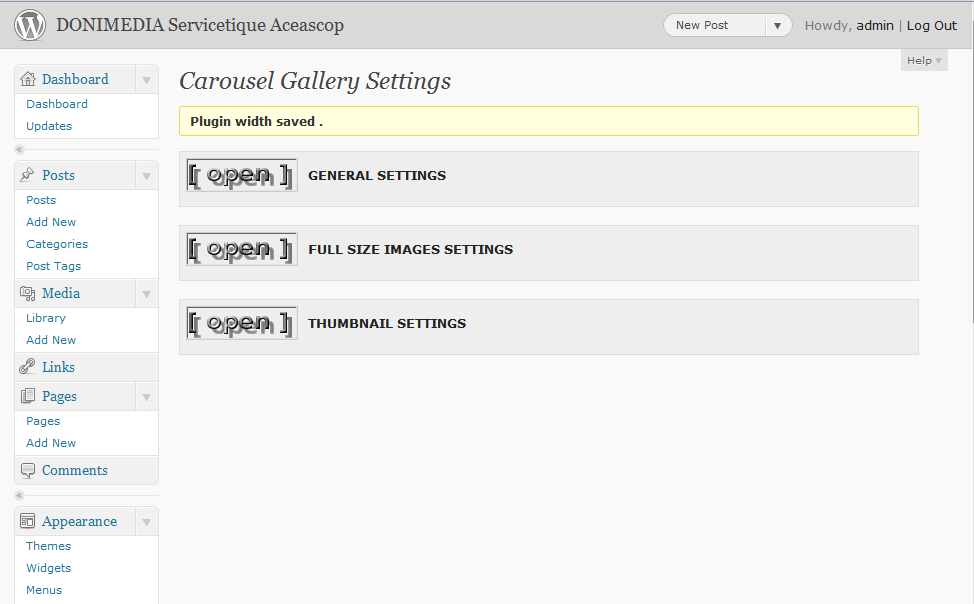 DONIMEDIA Servicetique Aceascop
New Post
Howdy, admin | Log Out
Help
Dashboard
Dashboard
Updates
Posts
Posts
Add New
Categories
Post Tags
Media
Library
Add New
Links
Pages
Pages
Add New
Comments
Appearance
Themes
Widgets
Menus
Carousel Gallery Settings
Plugin width saved .
[ open ] GENERAL SETTINGS
[ open ] FULL SIZE IMAGES SETTINGS
[ open ] THUMBNAIL SETTINGS